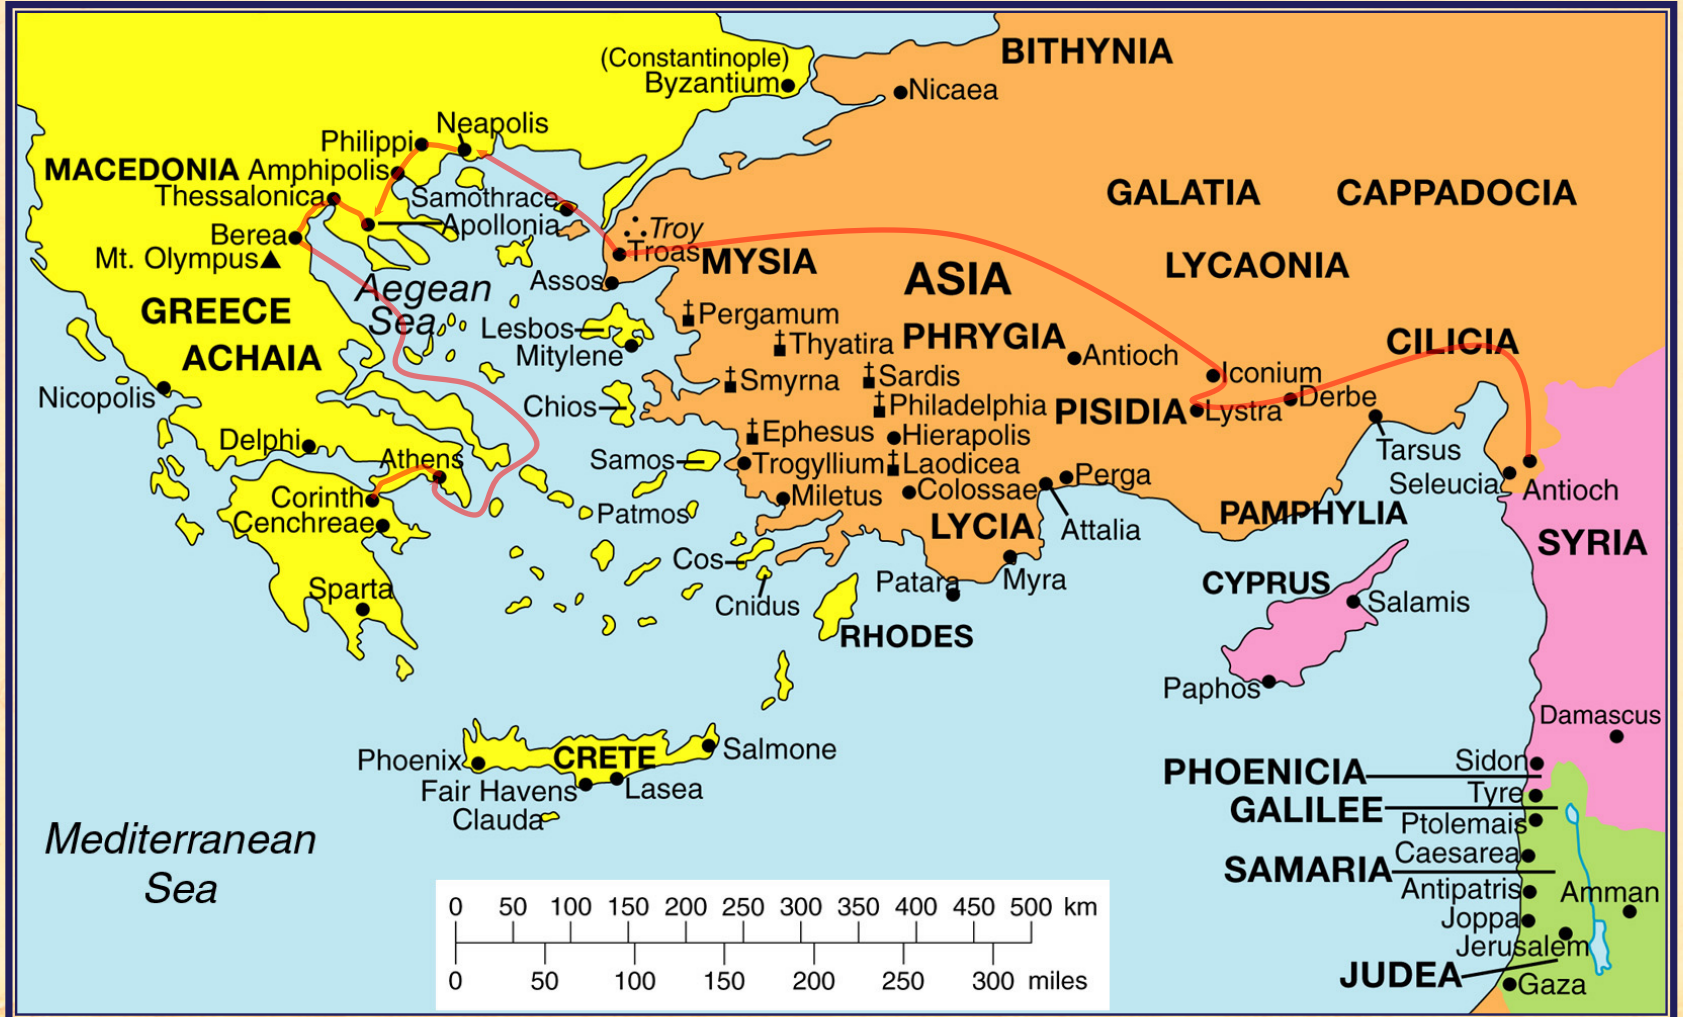 BITHYNIA
(Constantinople)
Byzantium
Nicaea
Neapolis
Philippi
MACEDONIA
Amphipolis
Thessalonica
Samothrace
Apollonia
GALATIA
CAPPADOCIA
Troy
Troas
Berea
Mt. Olympus
MYSIA
LYCAONIA
Assos
ASIA
Aegean
Sea
GREECE
Pergamum
Lesbos
Mitylene
Thyatira
PHRYGIA
CILICIA
ACHAIA
Antioch
Smyrna
Sardis
Iconium
Nicopolis
Chios
Philadelphia
PISIDIA
Lystra
Derbe
Ephesus
Hierapolis
Delphi
Athens
Samos
Trogyllium
Laodicea
Tarsus
Perga
Seleucia
Antioch
Corinth
Miletus
Colossae
Cenchreae
Patmos
LYCIA
Attalia
PAMPHYLIA
SYRIA
Cos
Cnidus
Patara
Myra
CYPRUS
Salamis
Sparta
RHODES
Paphos
Damascus
Phoenix
CRETE
Salmone
Fair Havens
Lasea
Clauda
PHOENICIA
Sidon
Tyre
GALILEE
Ptolemais
Caesarea
SAMARIA
Antipatris
Amman
Joppa
Jerusalem
JUDEA
Gaza
Mediterranean
Sea
0 50 100 150 200 250 300 350 400 450 500 km
0 50 100 150 200 250 300 miles